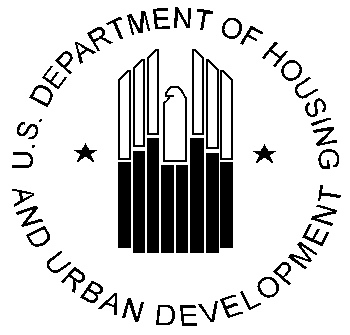 U.S. DEPARTMENT OF HOUSING
AND URBAN DEVELOPMENT